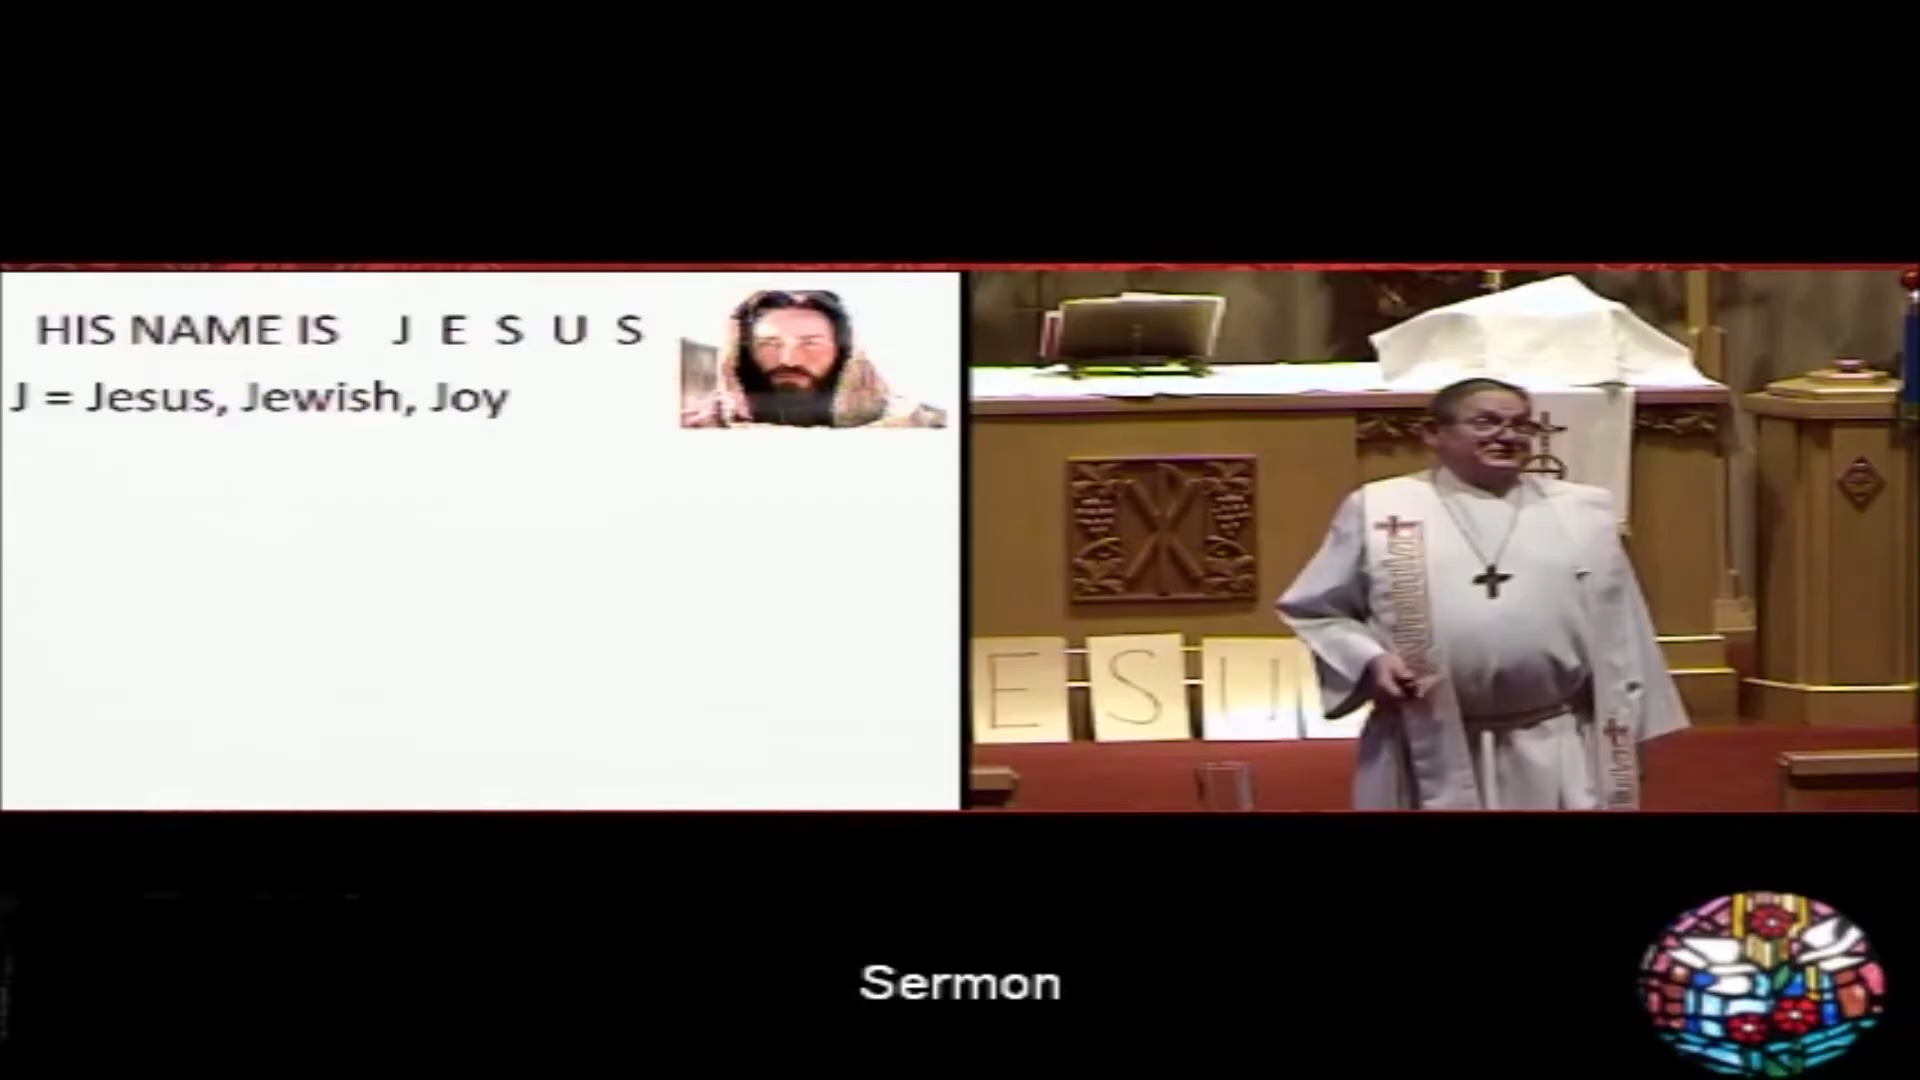 HIS NAME IS J E S U S
J = Jesus, Jewish, Joy
E S U
Sermon